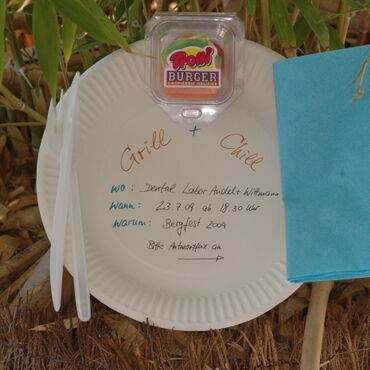 Trolli
BURGER
Grill + Chill
wo: Dental Labor Andelt + Wißmann
wann: 23.7.09 ab 18.30 Uhr
warum: Bergfest 2009
Bitte Antwortfax an